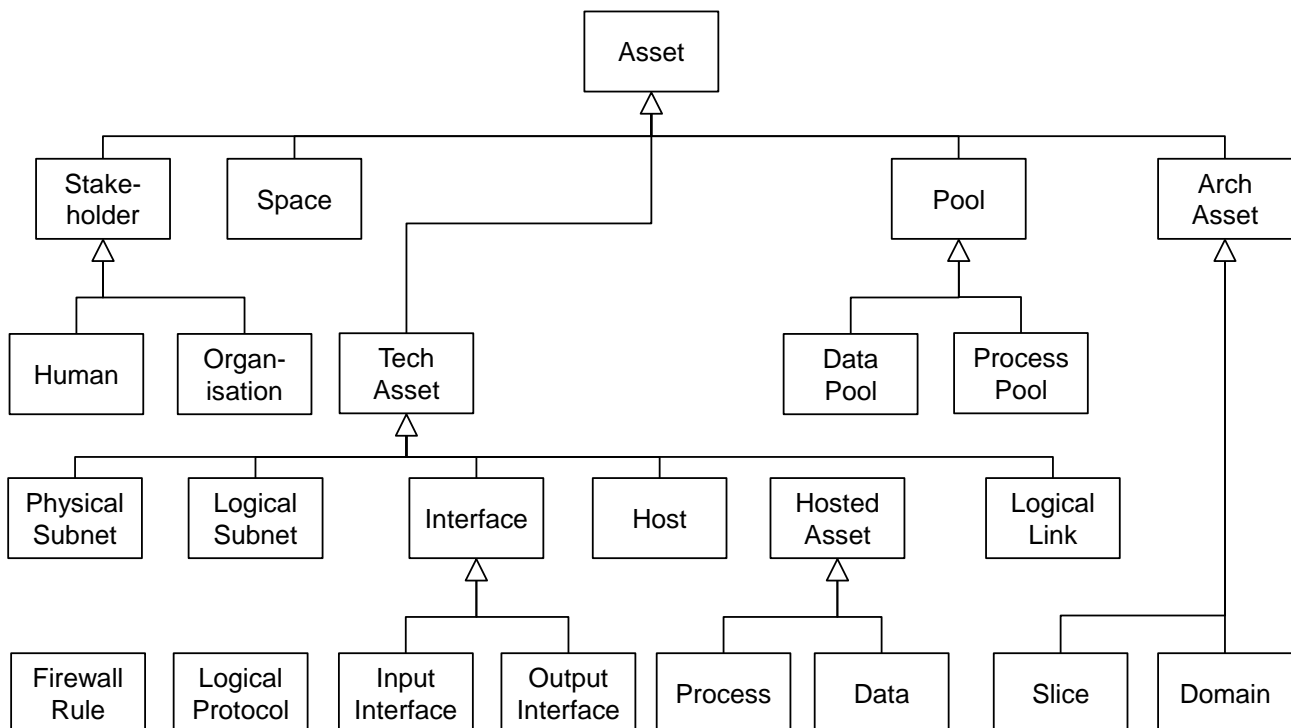 Asset
Stake-
holder
Space
Pool
Arch
Asset
Human
Organ-
isation
Tech
Asset
Data
Pool
Process
Pool
Physical
Subnet
Logical
Subnet
Interface
Host
Hosted
Asset
Logical
Link
Firewall
Rule
Logical
Protocol
Input
Interface
Output
Interface
Process
Data
Slice
Domain